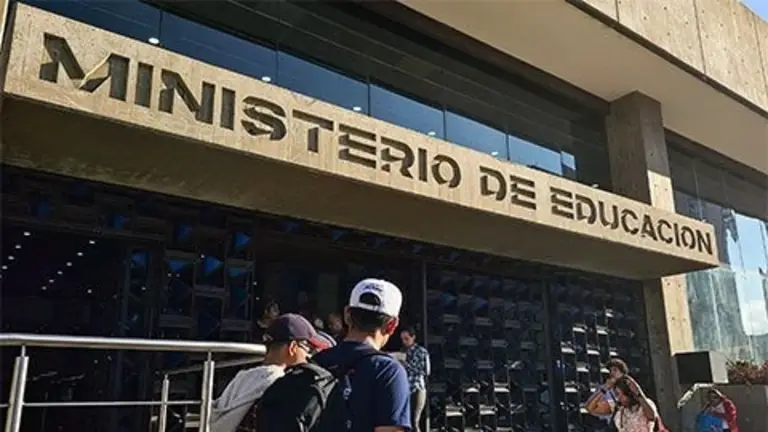 MINISTERIO DE EDUCACION